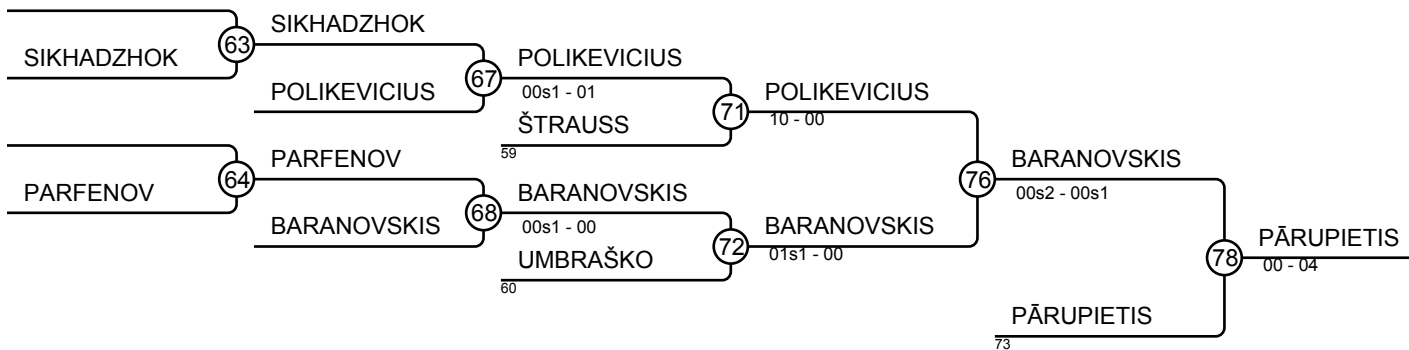 SIKHADZHOK
63
SIKHADZHOK
POLIKEVICIUS
67
POLIKEVICIUS
00s1 - 01
ŠTRAUSS
59
71
POLIKEVICIUS
10 - 00
PARFENOV
64
PARFENOV
BARANOVSKIS
68
BARANOVSKIS
00s1 - 00
UMBRAŠKO
60
72
BARANOVSKIS
01s1 - 00
76
BARANOVSKIS
00s2 - 00s1
PĀRUPIETIS
73
78
PĀRUPIETIS
00 - 04